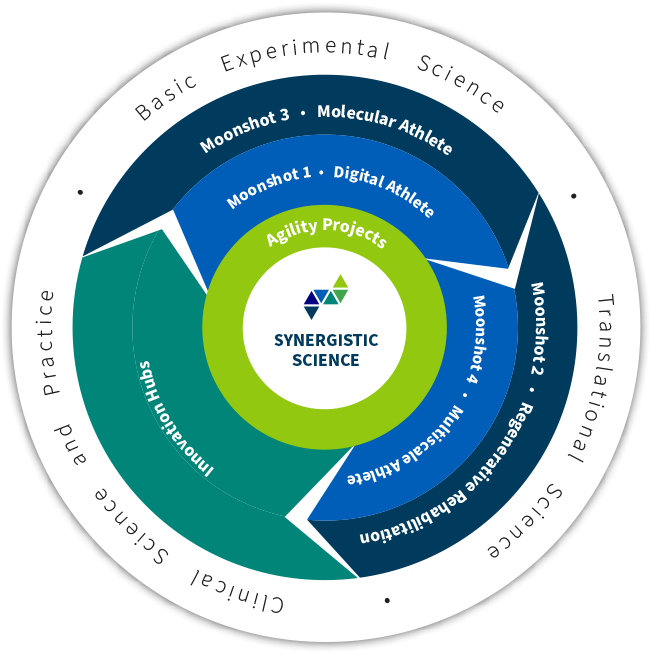 Basic Experimental Science
•
Translational Science
•
Clinical Science and Practice
•
Moonshot 3 • Molecular Athlete
Moonshot 1 • Digital Athlete
Moonshot 2 • Regenerative Rehabilitation
Moonshot 4 • Multiscale Athlete
Innovation Hubs
Agility Projects
SYNERGISTIC
SCIENCE